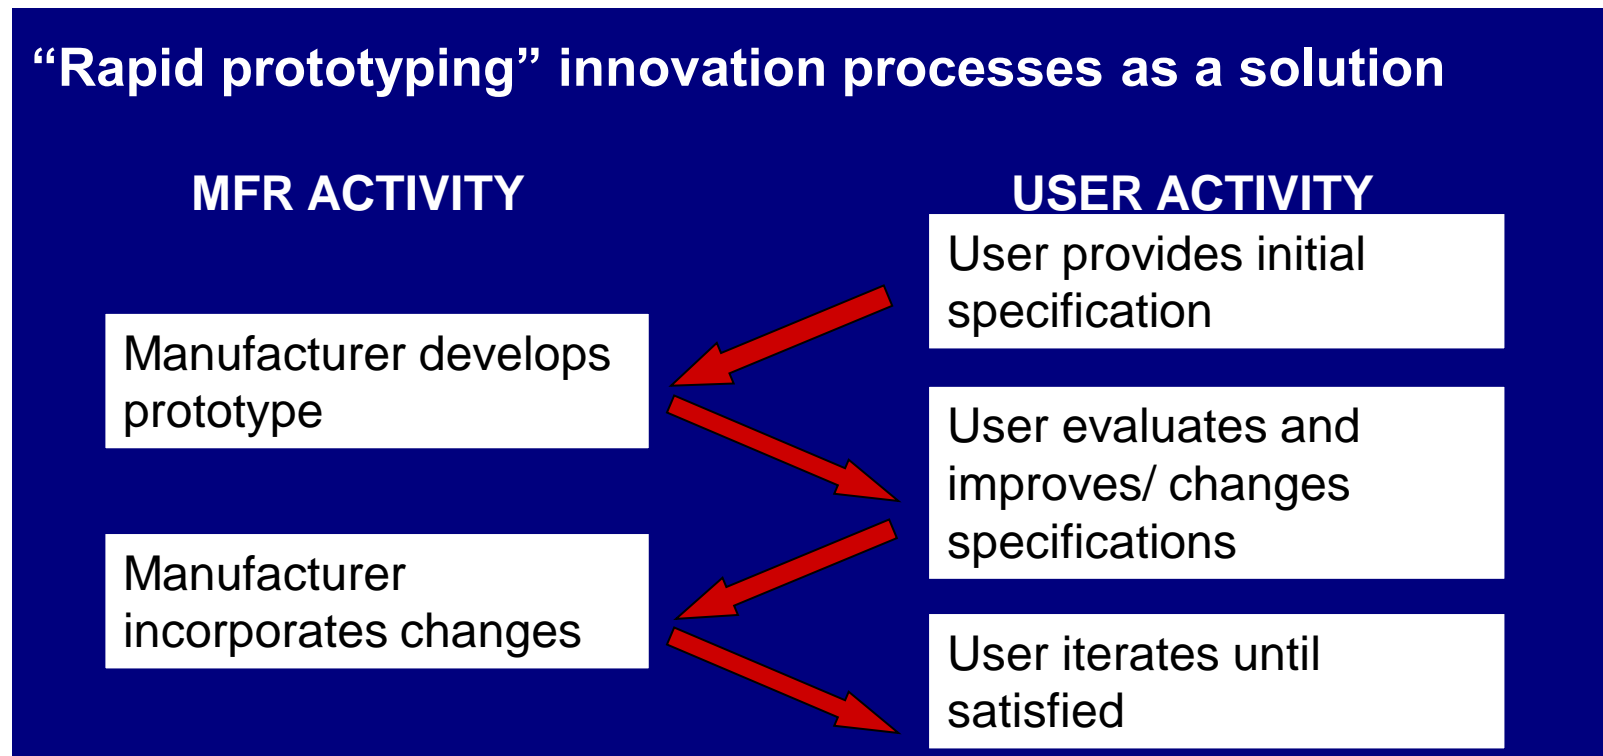 “Rapid prototyping” innovation processes as a solution
MFR ACTIVITY
USER ACTIVITY
User provides initial
specification
Manufacturer develops
prototype
User evaluates and
improves/ changes
specifications
Manufacturer
incorporates changes
User iterates until
satisfied